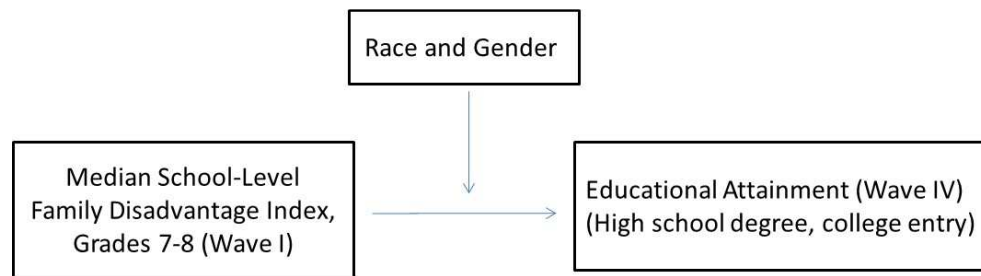 Race and Gender
Median School-Level
Family Disadvantage Index,
Grades 7-8 (Wave I)
Educational Attainment (Wave IV)
(High school degree, college entry)